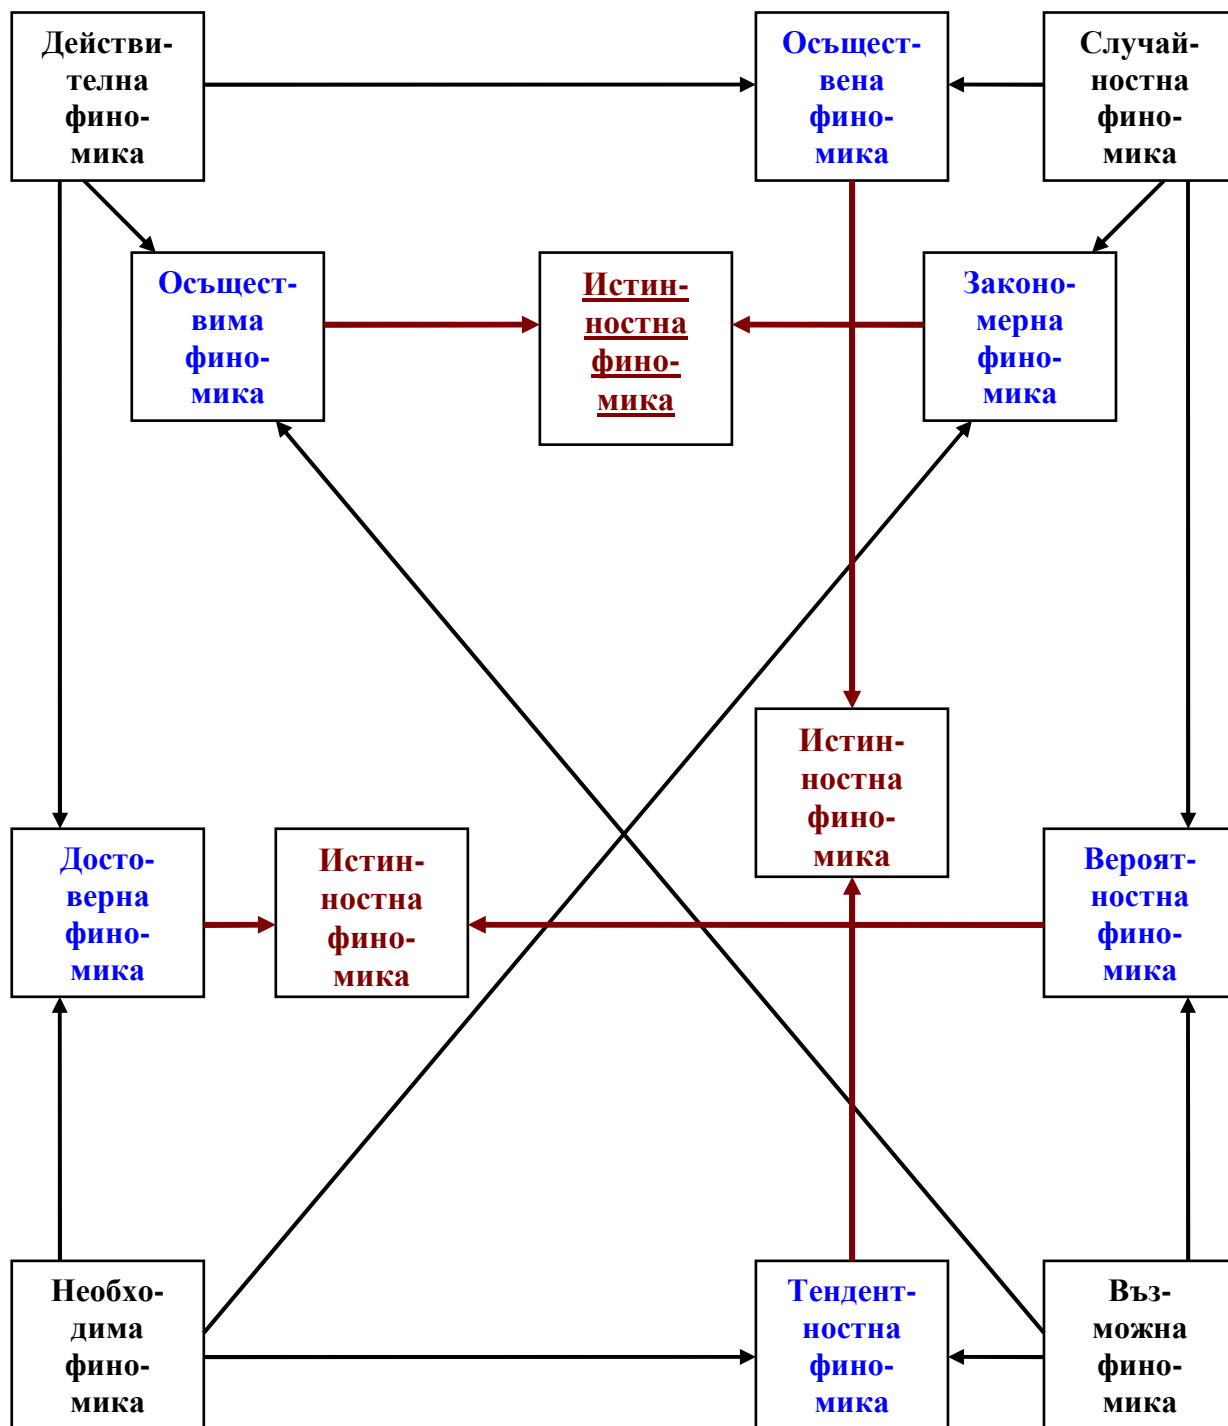 Действи-
телна
фино-
мика
Осъщест-
вена
фино-
мика
Случай-
ностна
фино-
мика
Осъщест-
вима
фино-
мика
Истин-
ностна
фино-
мика
Законо-
мерна
фино-
мика
Истин-
ностна
фино-
мика
Досто-
верна
фино-
мика
Истин-
ностна
фино-
мика
Вероят-
ностна
фино-
мика
Необхо-
дима
фино-
мика
Тендент-
ностна
фино-
мика
Въз-
можна
фино-
мика